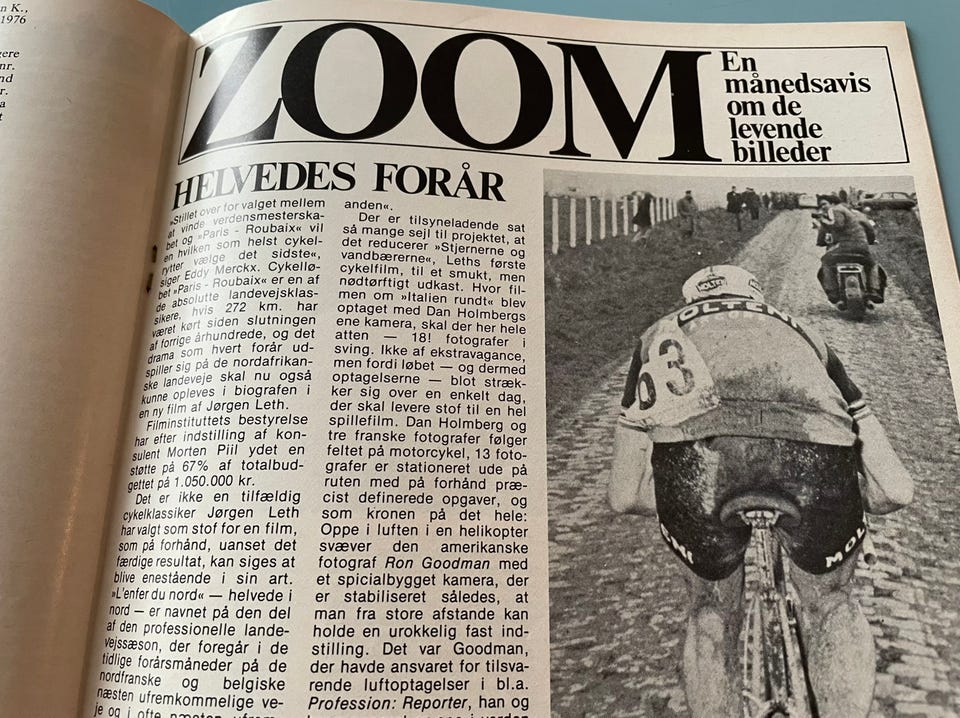 n K.,
1976
gere
nr.
nd
r.
a
t
ZOOM
En
månedsavis
om de
levende
billeder
HELVEDES FORÅR
»Stillet over for valget mellem
at vinde verdensmesterska-
bet og »Paris - Roubaix« vil
en hvilken som helst cykel-
rytter vælge det sidste«,
siger Eddy Merckx. Cykellø-
bet »Paris - Roubaix« er en af
de absolutte landevejsklas-
sikere, hvis 272 km. har
været kørt siden slutningen
af forrige århundrede, og det
drama som hvert forår ud-
spiller sig på de nordafrikan-
ske landeveje skal nu også
kunne opleves i biografen i
en ny film af Jørgen Leth.
Filminstituttets bestyrelse
har efter indstilling af kon-
sulent Morten Piil ydet en
støtte på 67% af totalbud-
gettet på 1.050.000 kr.
Det er ikke en tilfældig
cykelklassiker Jørgen Leth
har valgt som stof for en film,
som på forhånd, uanset det
færdige resultat, kan siges at
blive enestående i sin art.
»L'enfer du nord« — helvede i
nord — er navnet på den del
af den professionelle lande-
vejssæson, der foregår i de
tidlige forårsmåneder på de
nordfranske og belgiske
næsten ufremkommelige ve-
je og i ofte næsten ufrem-
anden«.
Der er tilsyneladende sat
så mange sejl til projektet, at
det reducerer »Stjernerne og
vandbærerne«, Leths første
cykelfilm, til et smukt, men
nødtørftigt udkast. Hvor fil-
men om »Italien rundt« blev
optaget med Dan Holmbergs
ene kamera, skal der her hele
atten — 18! fotografer i
sving. Ikke af ekstravagance,
men fordi løbet — og dermed
optagelserne — blot stræk-
ker sig over en enkelt dag,
der skal levere stof til en hel
spillefilm. Dan Holmberg og
tre franske fotografer følger
feltet på motorcykel, 13 foto-
grafer er stationeret ude på
ruten med på forhånd præ-
cist definerede opgaver, og
som kronen på det hele:
Oppe i luften i en helikopter
svæver den amerikanske
fotograf Ron Goodman med
et spicialbygget kamera, der
er stabiliseret således, at
man fra store afstande kan
holde en urokkelig fast ind-
stilling. Det var Goodman,
der havde ansvaret for tilsva-
rende luftoptagelser i bl.a.
Profession: Reporter, han og
MOLTENI
63